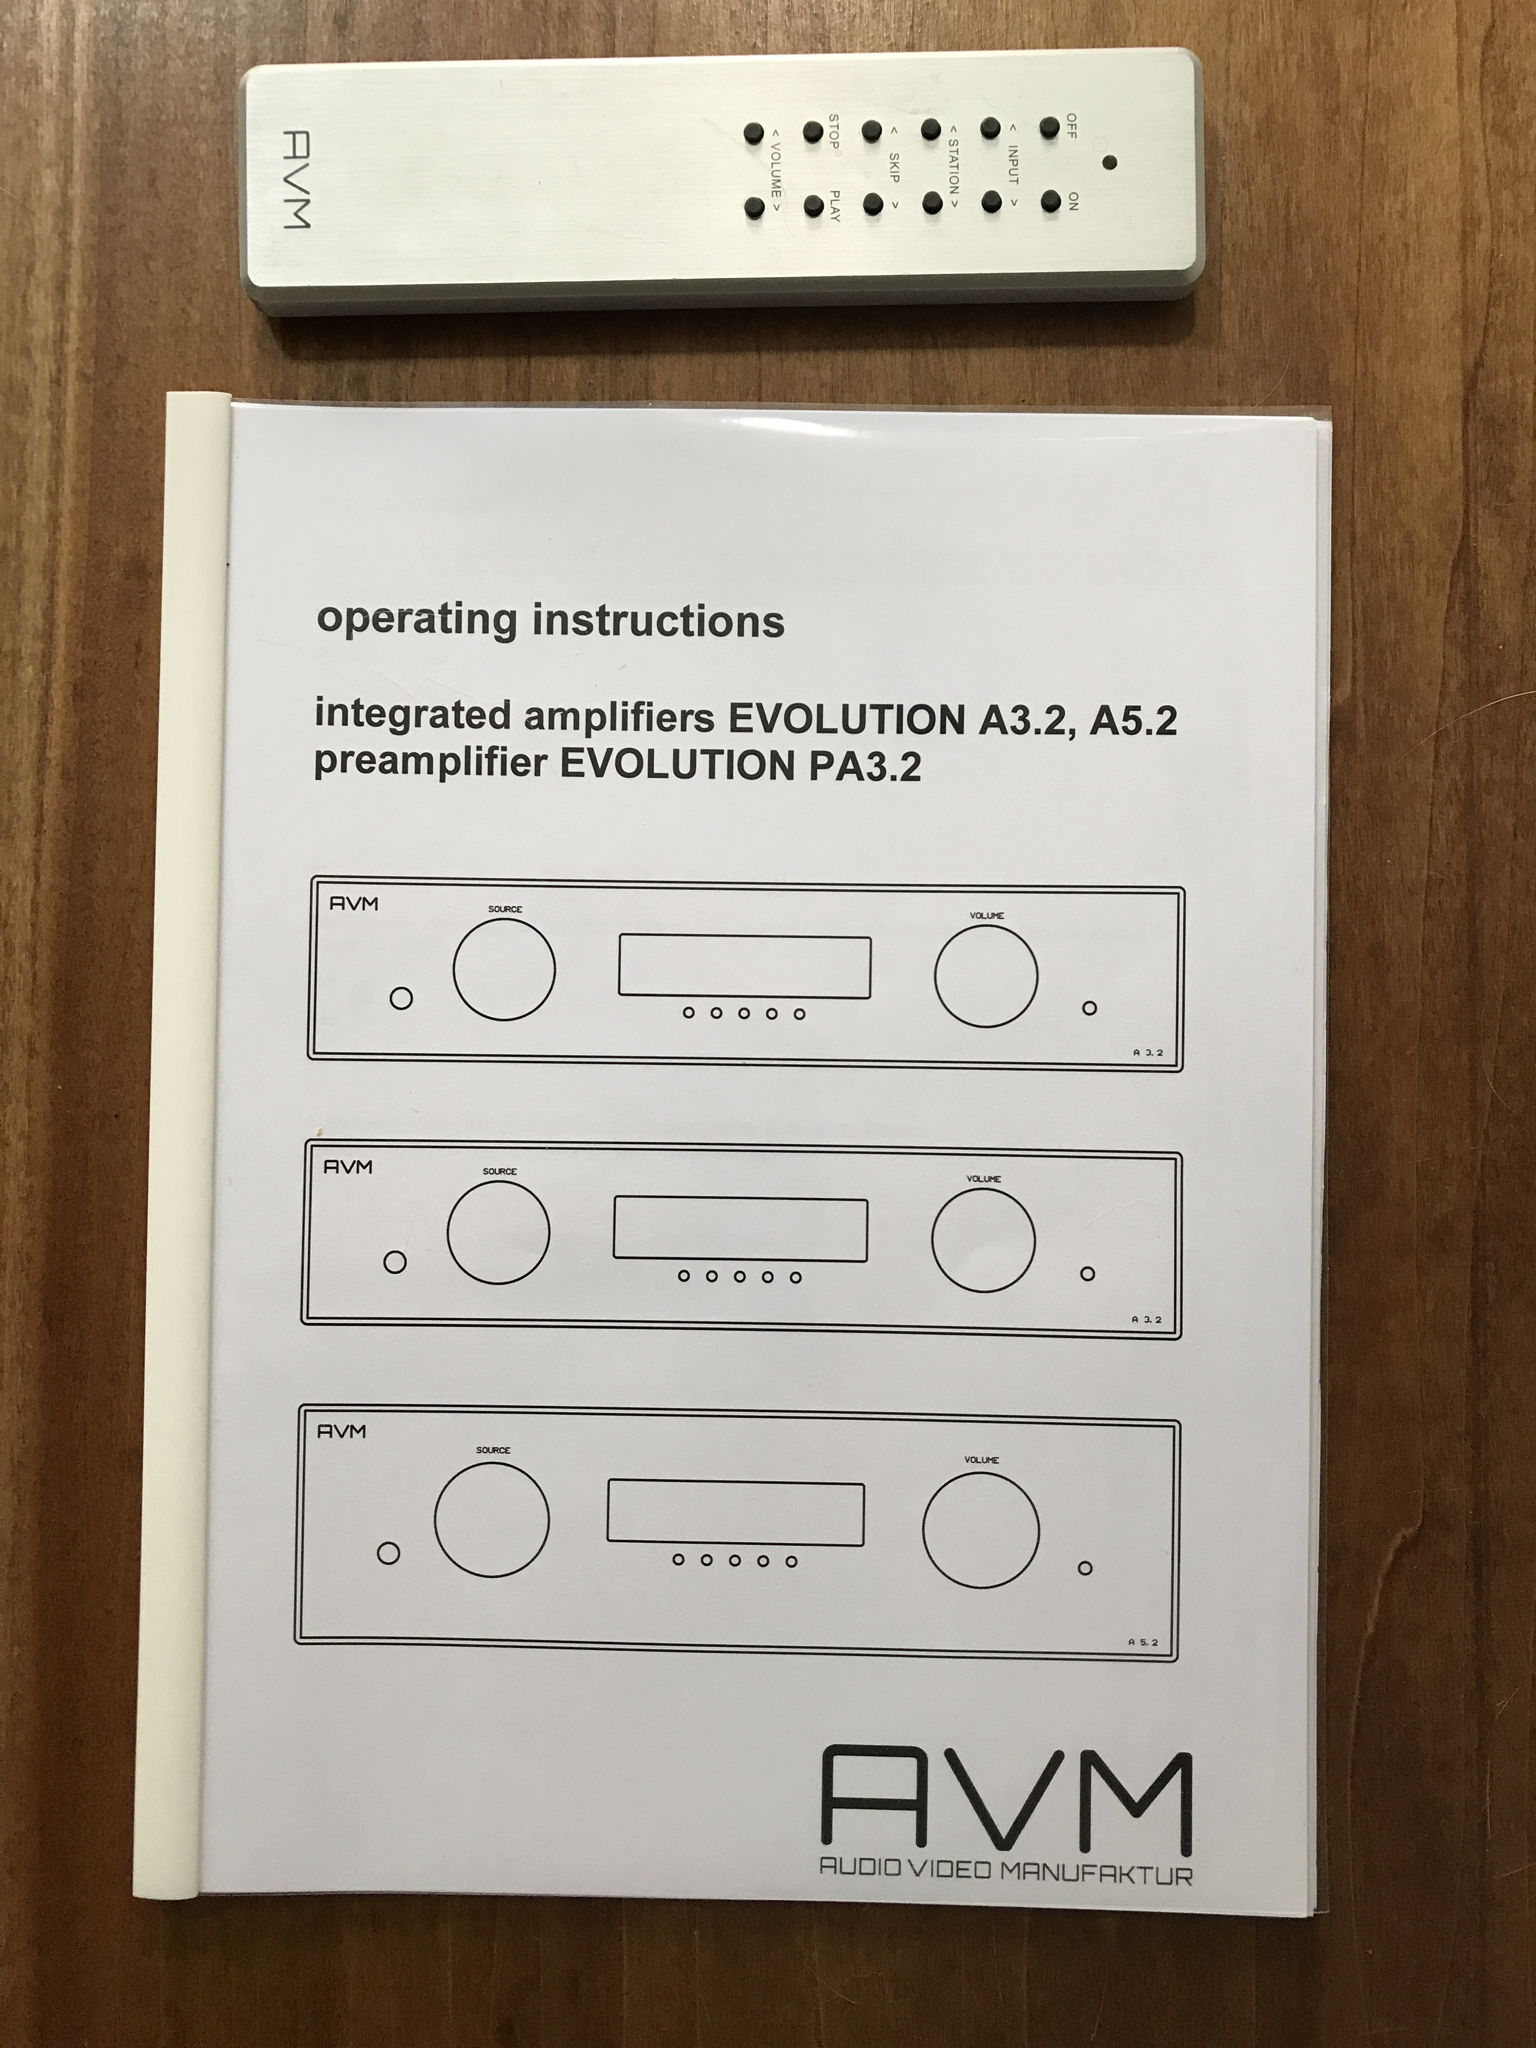 AVM
OFF ON
< INPUT >
< STATION >
< SKIP >
STOP PLAY
< VOLUME >
operating instructions
integrated amplifiers EVOLUTION A3.2, A5.2
preamplifier EVOLUTION PA3.2
AVM
SOURCE
VOLUME
A 3.2
AVM
SOURCE
VOLUME
A 3.2
AVM
SOURCE
VOLUME
A 5.2
AVM
AUDIO VIDEO MANUFAKTUR